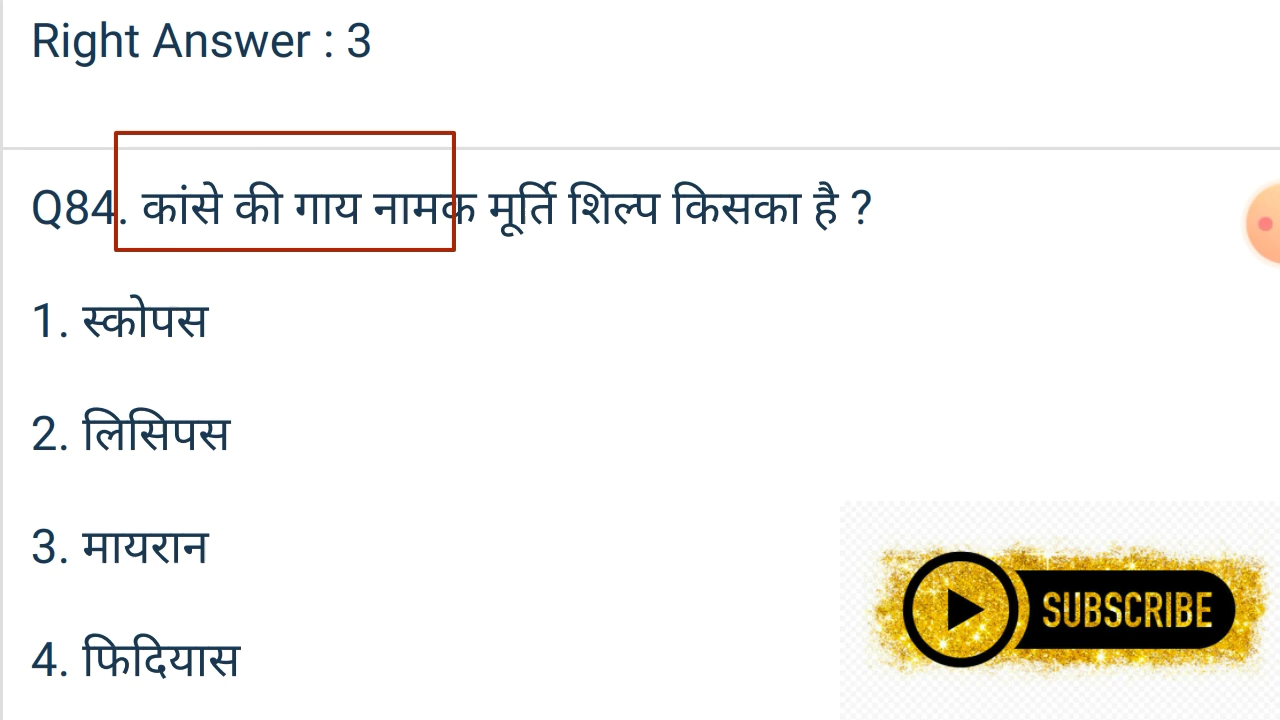 Right Answer : 3
Q84. कांसे की गाय नामक मूर्ति शिल्प किसका है ?
1. स्कोपस
2. लिसिपस
3. मायरान
4. फिदियास
SUBSCRIBE